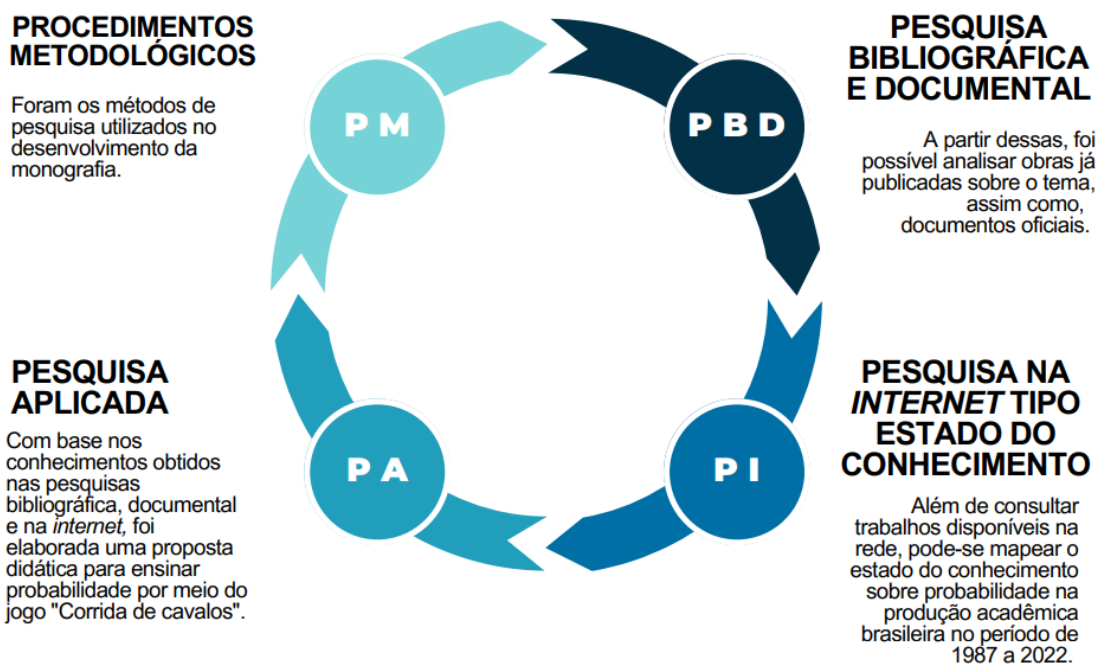 PROCEDIMENTOS
METODOLÓGICOS
Foram os métodos de
pesquisa utilizados no
desenvolvimento da
monografia.
PM
PBD
PESQUISA
BIBLIOGRÁFICA
E DOCUMENTAL
A partir dessas, foi
possível analisar obras já
publicadas sobre o tema,
assim como,
documentos oficiais.
PESQUISA
APLICADA
Com base nos
conhecimentos obtidos
nas pesquisas
bibliográfica, documental
e na internet, foi
elaborada uma proposta
didática para ensinar
probabilidade por meio do
jogo "Corrida de cavalos".
PA
PI
PESQUISA NA
INTERNET TIPO
ESTADO DO
CONHECIMENTO
Além de consultar
trabalhos disponíveis na
rede, pode-se mapear o
estado do conhecimento
sobre probabilidade na
produção acadêmica
brasileira no período de
1987 a 2022.